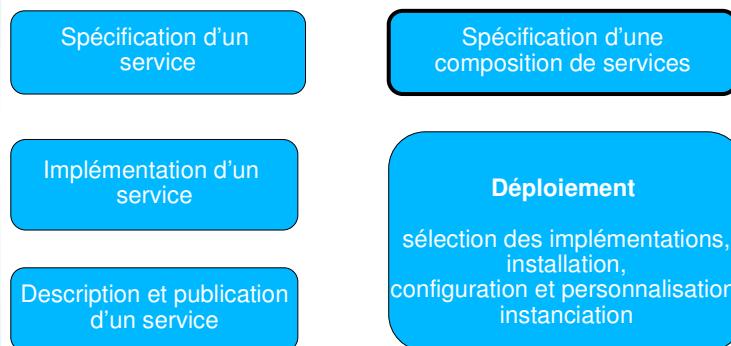 Spécification d'un
service
Spécification d'une
composition de services
Implémentation d'un
service
Déploiement
sélection des implémentations,
installation,
configuration et personnalisation
instanciation
Description et publication
d'un service